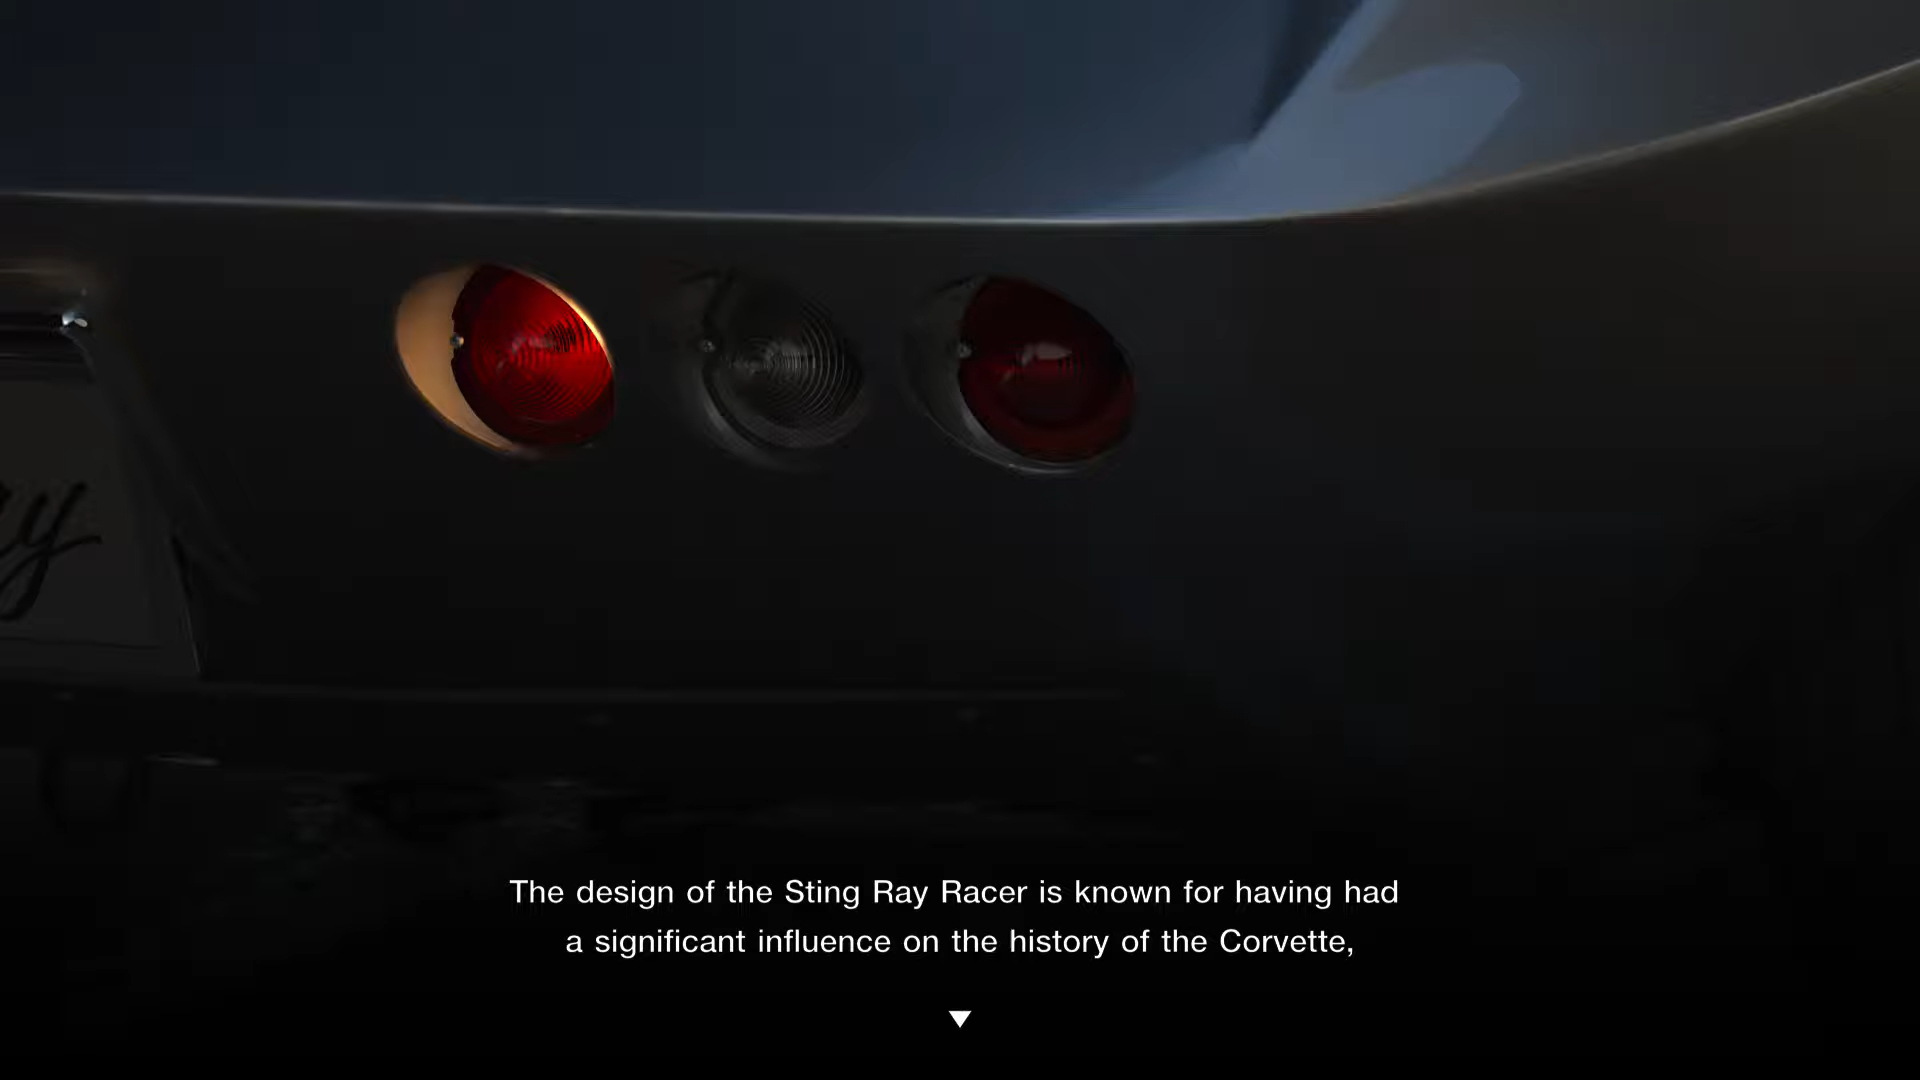 The design of the Sting Ray Racer is known for having had
a significant influence on the history of the Corvette,